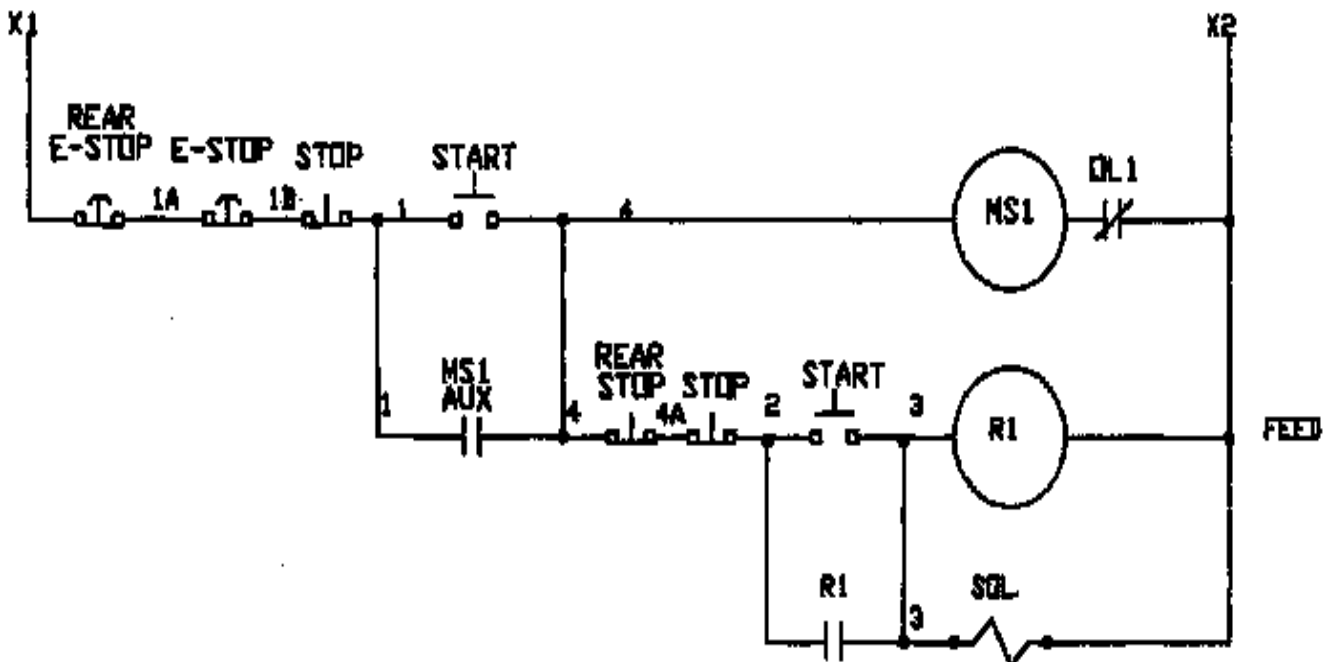 X1 X2
REAR
E-STOP E-STOP STOP START
1A 1B 1 4 MS1 OL1
MS1
AUX
REAR
STOP STOP START
1 4 4A 2 3 R1 FEED
R1 SOL
3